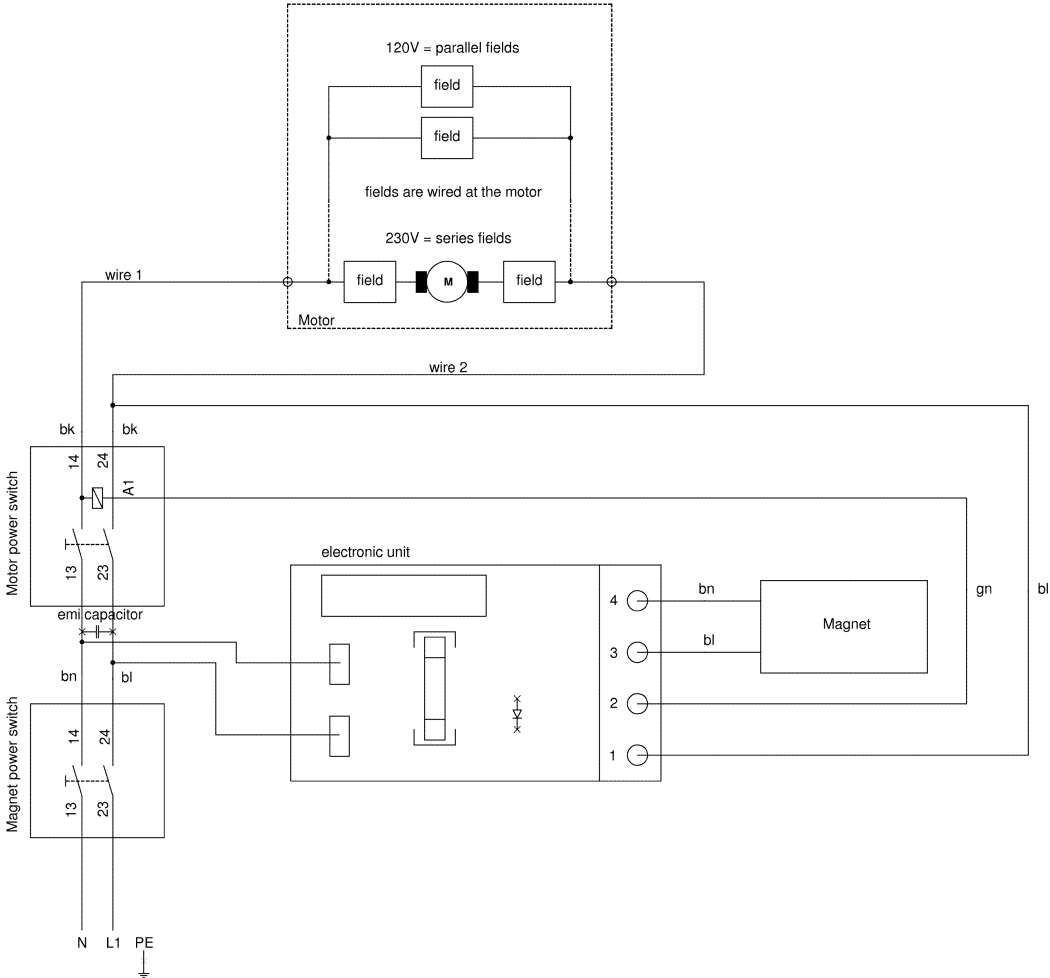 120V = parallel fields
field
field
fields are wired at the motor
230V = series fields
wire 1
field
M
field
Motor
wire 2
bk
bk
14
24
A1
Motor power switch
13
23
emi capacitor
electronic unit
4
bn
gn
bl
Magnet
3
bl
bn
bl
2
Magnet power switch
14
24
1
13
23
N
L1
PE